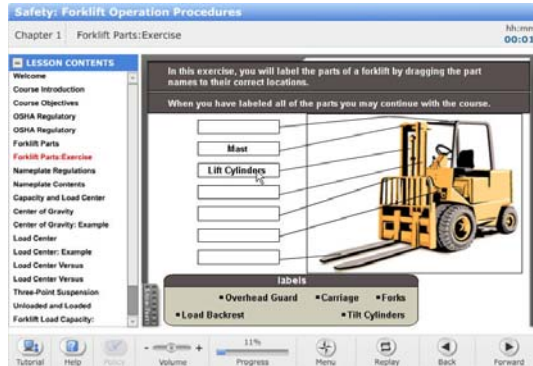 Safety: Forklift Operation Procedures
Chapter 1 Forklift Parts:Exercise
hh:mm
00:01
LESSON CONTENTS
Welcome
Course Introduction
Course Objectives
OSHA Regulatory
OSHA Regulatory
Forklift Parts
Forklift Parts:Exercise
Nameplate Regulations
Nameplate Contents
Capacity and Load Center
Center of Gravity
Center of Gravity: Example
Load Center
Load Center: Example
Load Center Versus
Load Center Versus
Three-Point Suspension
Unloaded and Loaded
Forklift Load Capacity:
In this exercise, you will label the parts of a forklift by dragging the part
names to their correct locations.
When you have labeled all of the parts you may continue with the course.
Mast
Lift Cylinders
labels
Overhead Guard Carriage Forks
Load Backrest Tilt Cylinders
11%
Tutorial Help Policy - + Volume Progress Menu Replay Back Forward